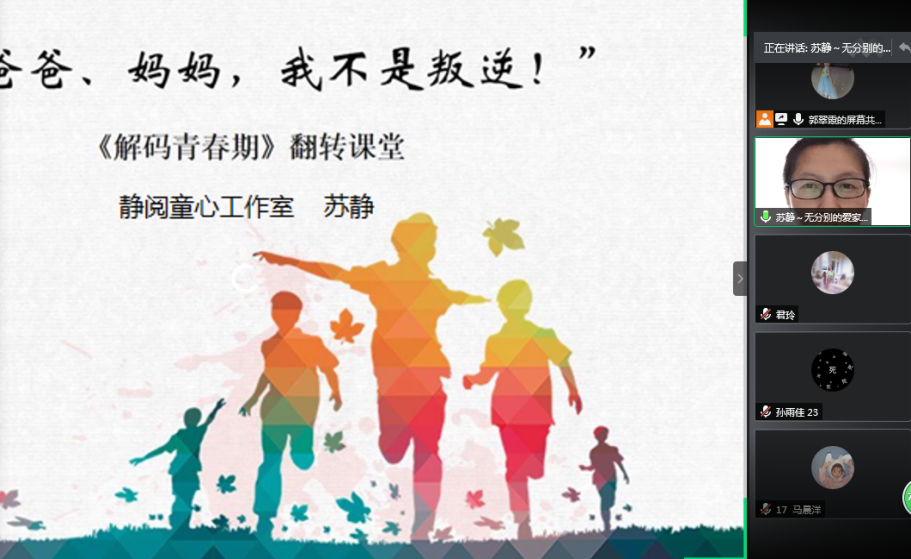 爸爸、妈妈，我不是叛逆！”
《解码青春期》翻转课堂
静阅童心工作室 苏静
正在讲话: 苏静～无分别的...
郭翠霞的屏幕共...
苏静～无分别的爱家...
君玲
死
孙雨佳 23
17 马晨洋